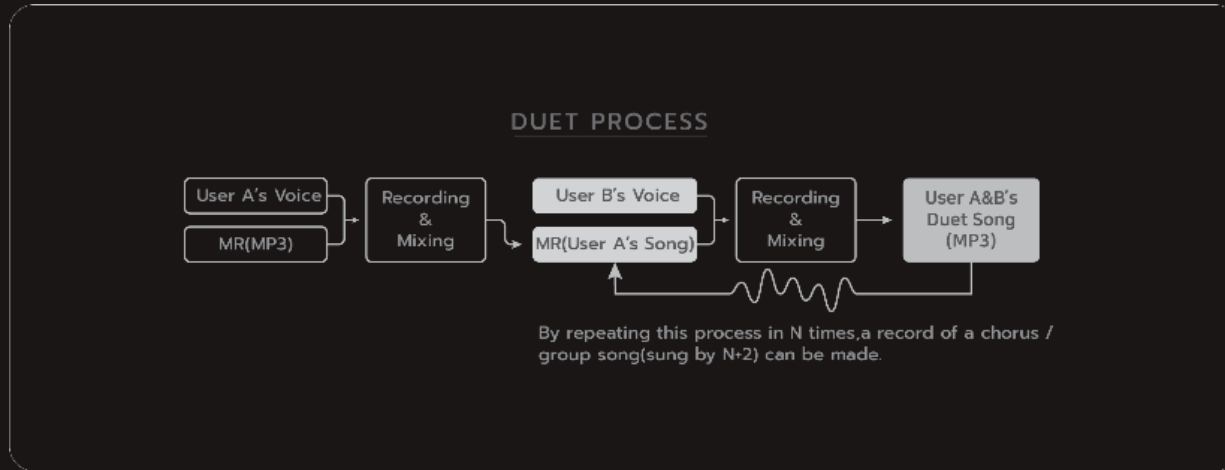 DUET PROCESS
User A's Voice
MR(MP3)
Recording
&
Mixing
User B's Voice
MR(User A's Song)
Recording
&
Mixing
User A&B's
Duet Song
(MP3)
By repeating this process in N times,a record of a chorus /
group song(sung by N+2) can be made.